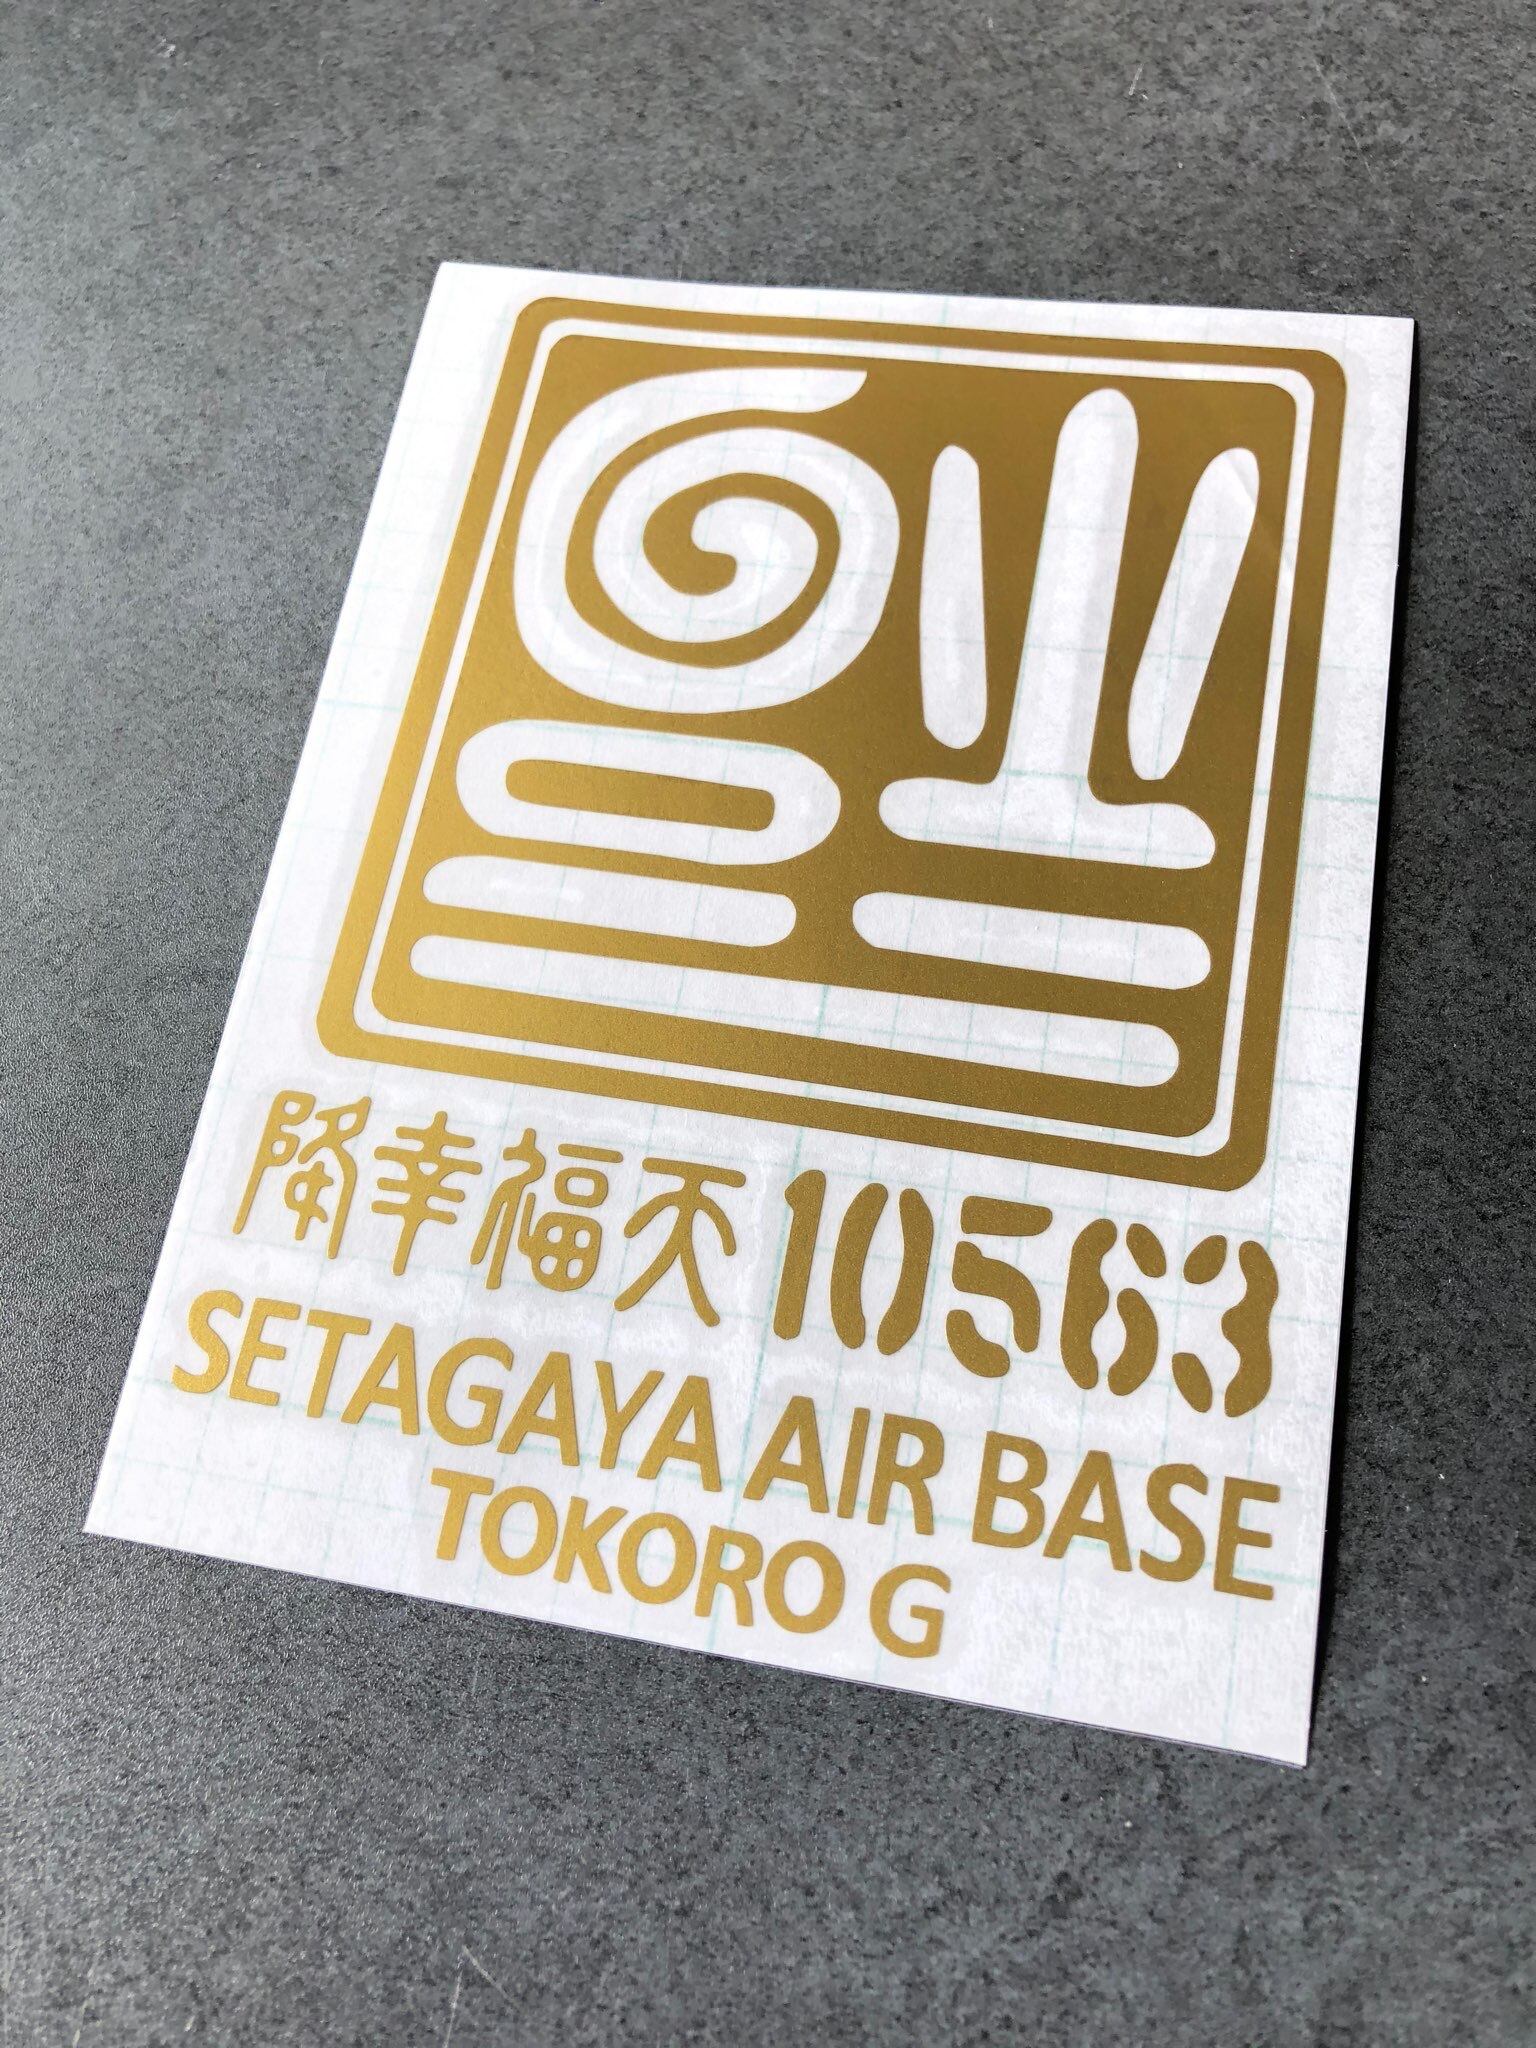 降幸福天 10563
SETAGAYA AIR BASE
TOKORO G